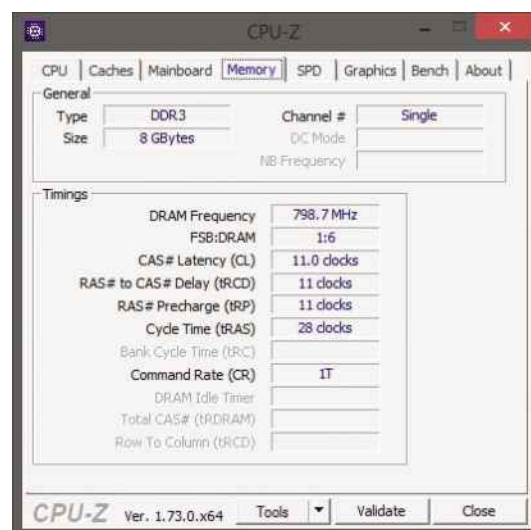 CPU-Z
CPU Caches Mainboard Memory SPD Graphics Bench About
General
Type DDR3 Channel # Single
Size 8 GBytes DC Mode
NB Frequency
Timings
DRAM Frequency 798.7 MHz
FSB:DRAM 1:6
CAS# Latency (CL) 11.0 clocks
RAS# to CAS# Delay (tRCD) 11 clocks
RAS# Precharge (tRP) 11 clocks
Cycle Time (tRAS) 28 clocks
Bank Cycle Time (tRC)
Command Rate (CR) 1T
DRAM Idle Timer
Total CAS# (tRDRAM)
Row To Column (tRCD)
CPU-Z Ver. 1.73.0.x64 Tools Validate Close